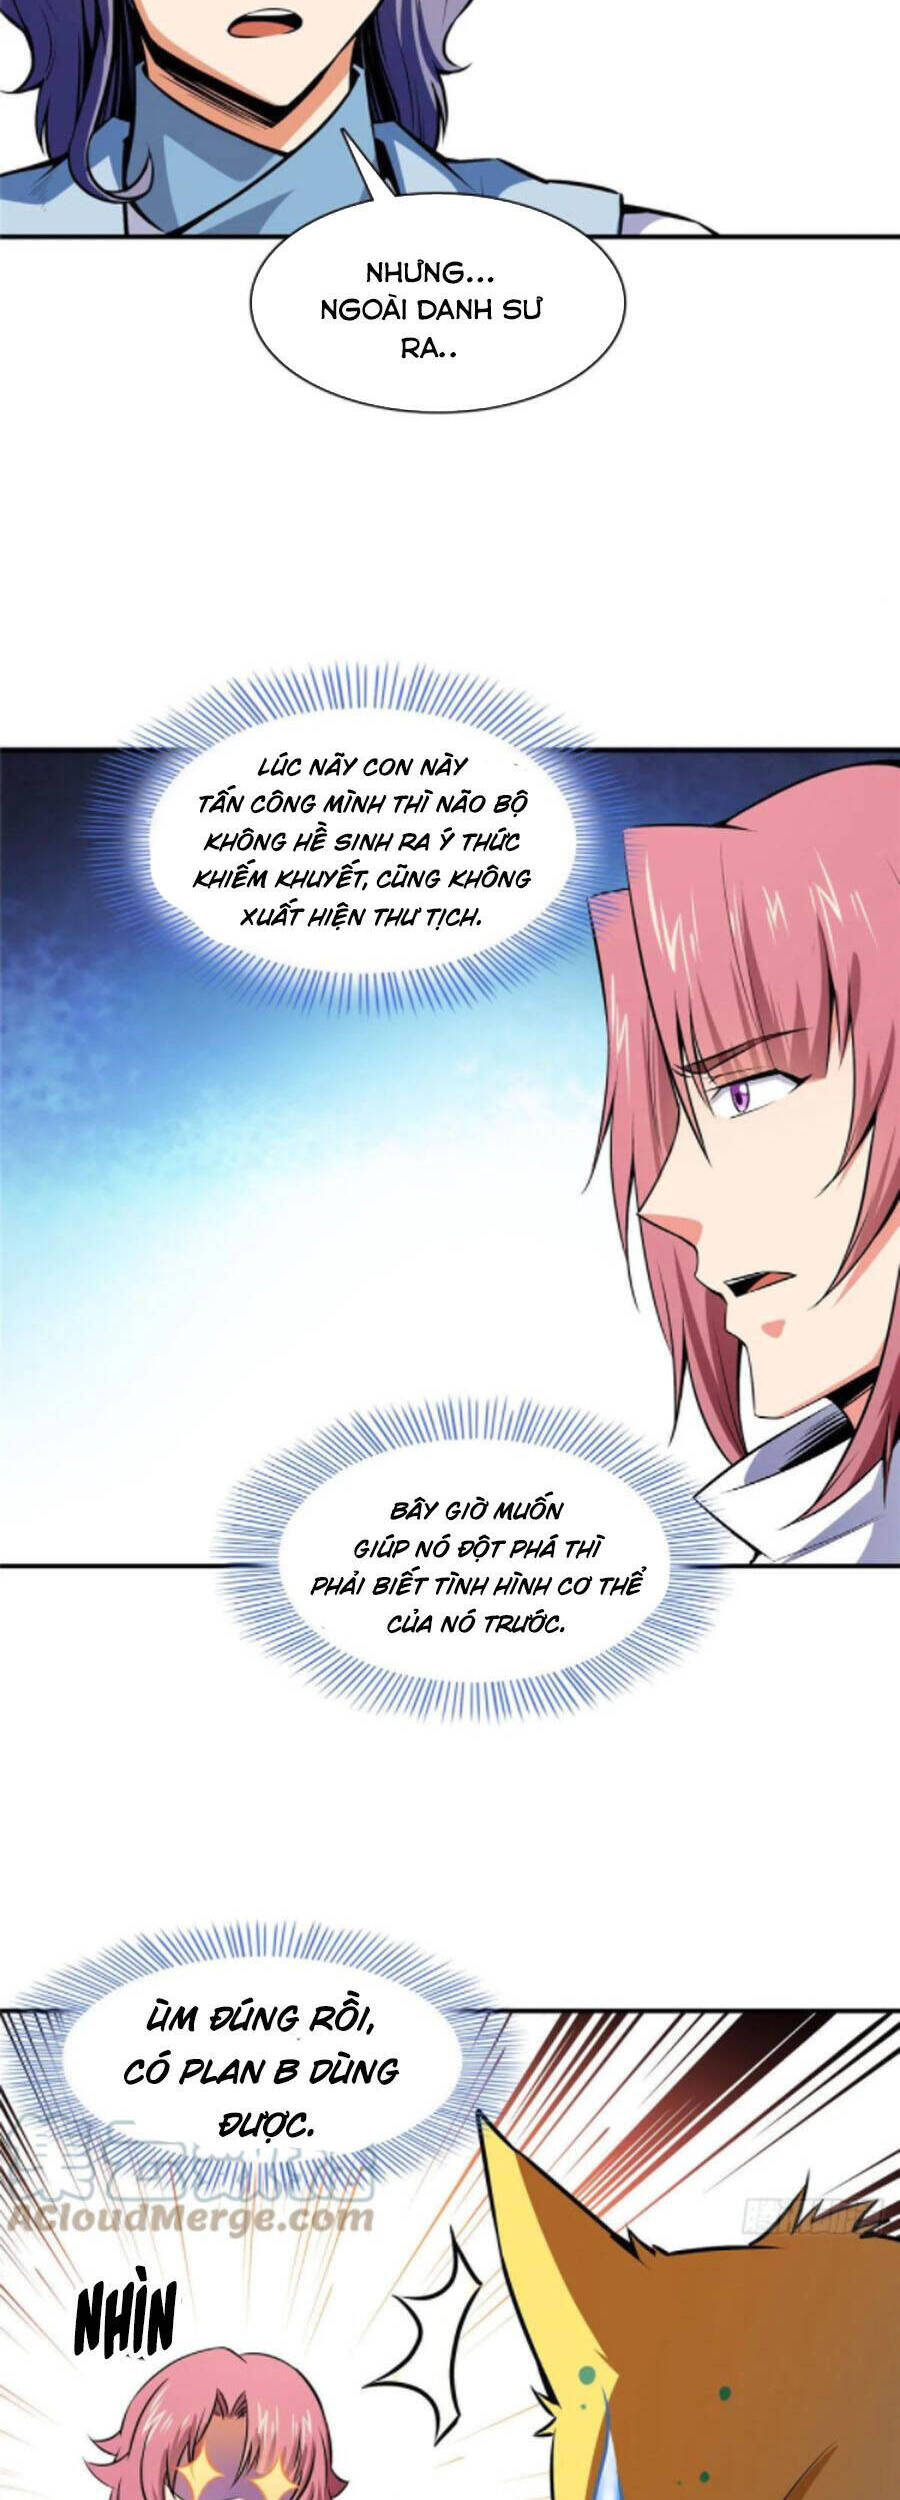 NHƯNG...
NGOÀI DANH SƯ
RA..
LÚC NÃY CON NÀY
TẤN CÔNG MÌNH THÌ NÃO BỘ
KHÔNG HỀ SINH RA Ý THỨC
KHIẾM KHUYẾT, CŨNG KHÔNG
XUẤT HIỆN THƯ TỊCH.
BÂY GIỜ MUỐN
GIÚP NÓ ĐỘT PHÁ THÌ
PHẢI BIẾT TÌNH HÌNH CƠ THỂ
CỦA NÓ TRƯỚC.
ÙM ĐÚNG RỒI,
CÓ PLAN B DÙNG
ĐƯỢC.
ACloudMerge.com
NHÌN